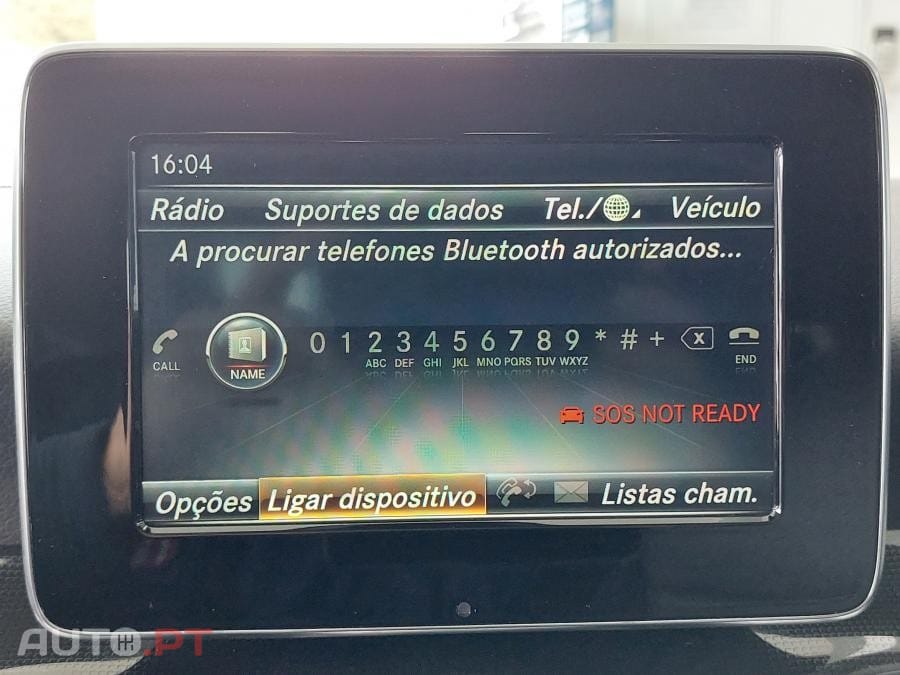 16:04
Rádio Suportes de dados Tel./ Veículo
A procurar telefones Bluetooth autorizados...
0 1 2 3 4 5 6 7 8 9 * # +
ABC DEF GHI JKL MNO PQRS TUV WXYZ
CALL
NAME
END
SOS NOT READY
Opções Ligar dispositivo Listas cham.
AUTO.PT